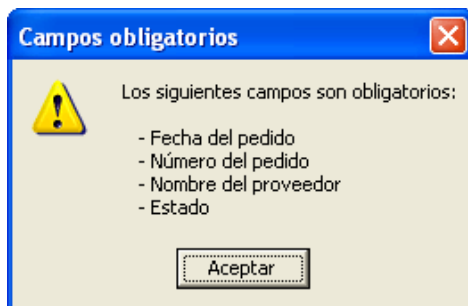 Campos obligatorios
Los siguientes campos son obligatorios:
- Fecha del pedido
- Número del pedido
- Nombre del proveedor
- Estado
Aceptar